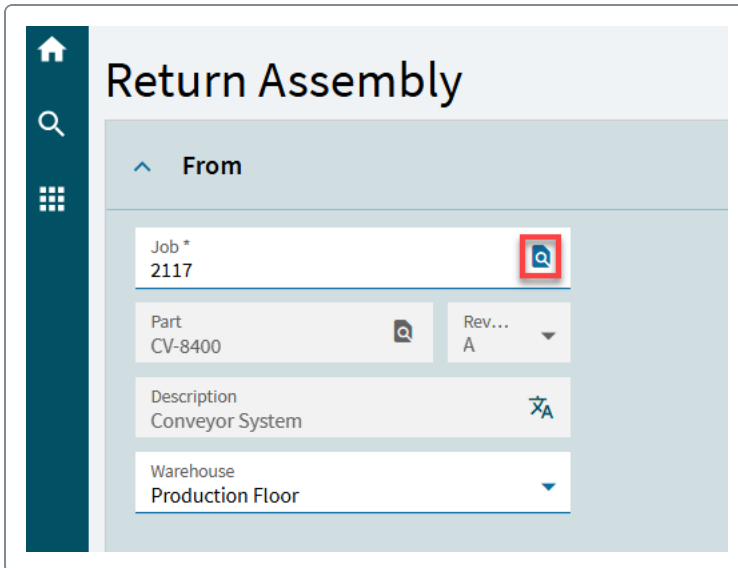 Return Assembly
From
Job *
2117
Part
CV-8400
Rev...
A
Description
Conveyor System
Warehouse
Production Floor